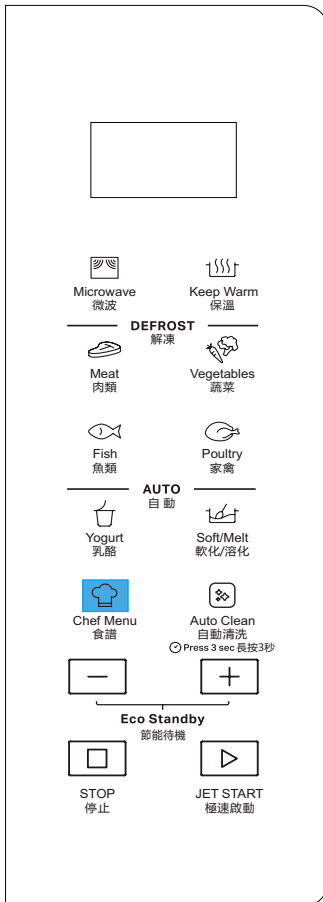 Microwave
微波
Keep Warm
保溫
DEFROST
解凍
Meat
肉類
Vegetables
蔬菜
Fish
魚類
Poultry
家禽
AUTO
自動
Yogurt
乳酪
Soft/Melt
軟化/溶化
Chef Menu
食譜
Auto Clean
自動清洗
Press 3 sec 長按3秒
Eco Standby
節能待機
STOP
停止
JET START
極速啟動